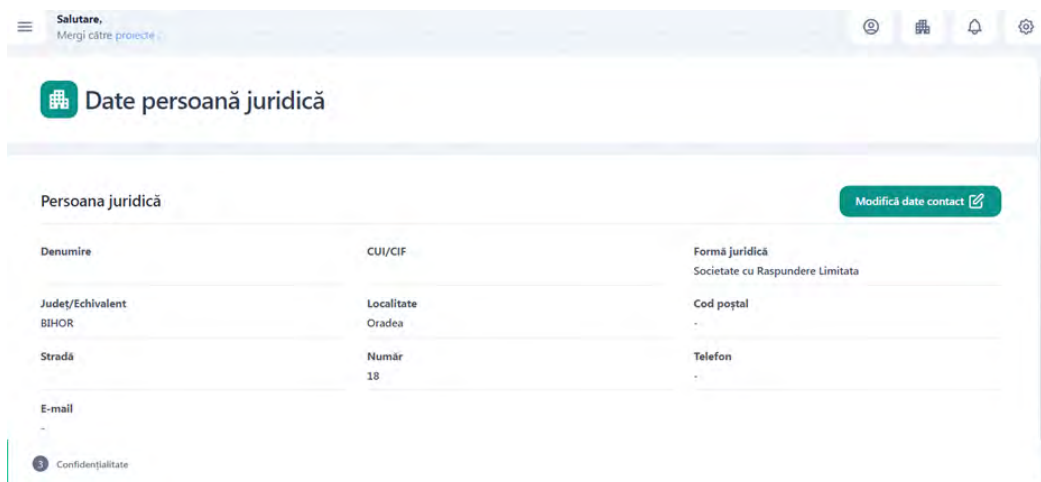 Salutare,
Mergi către proiecte
Date persoană juridică
Persoana juridică
Modifică date contact
Denumire
CUI/CIF
Formă juridică
Societate cu Raspundere Limitata
Județ/Echivalent
BIHOR
Localitate
Oradea
Cod poștal
-
Stradă
Număr
18
Telefon
-
E-mail
-
3 Confidențialitate